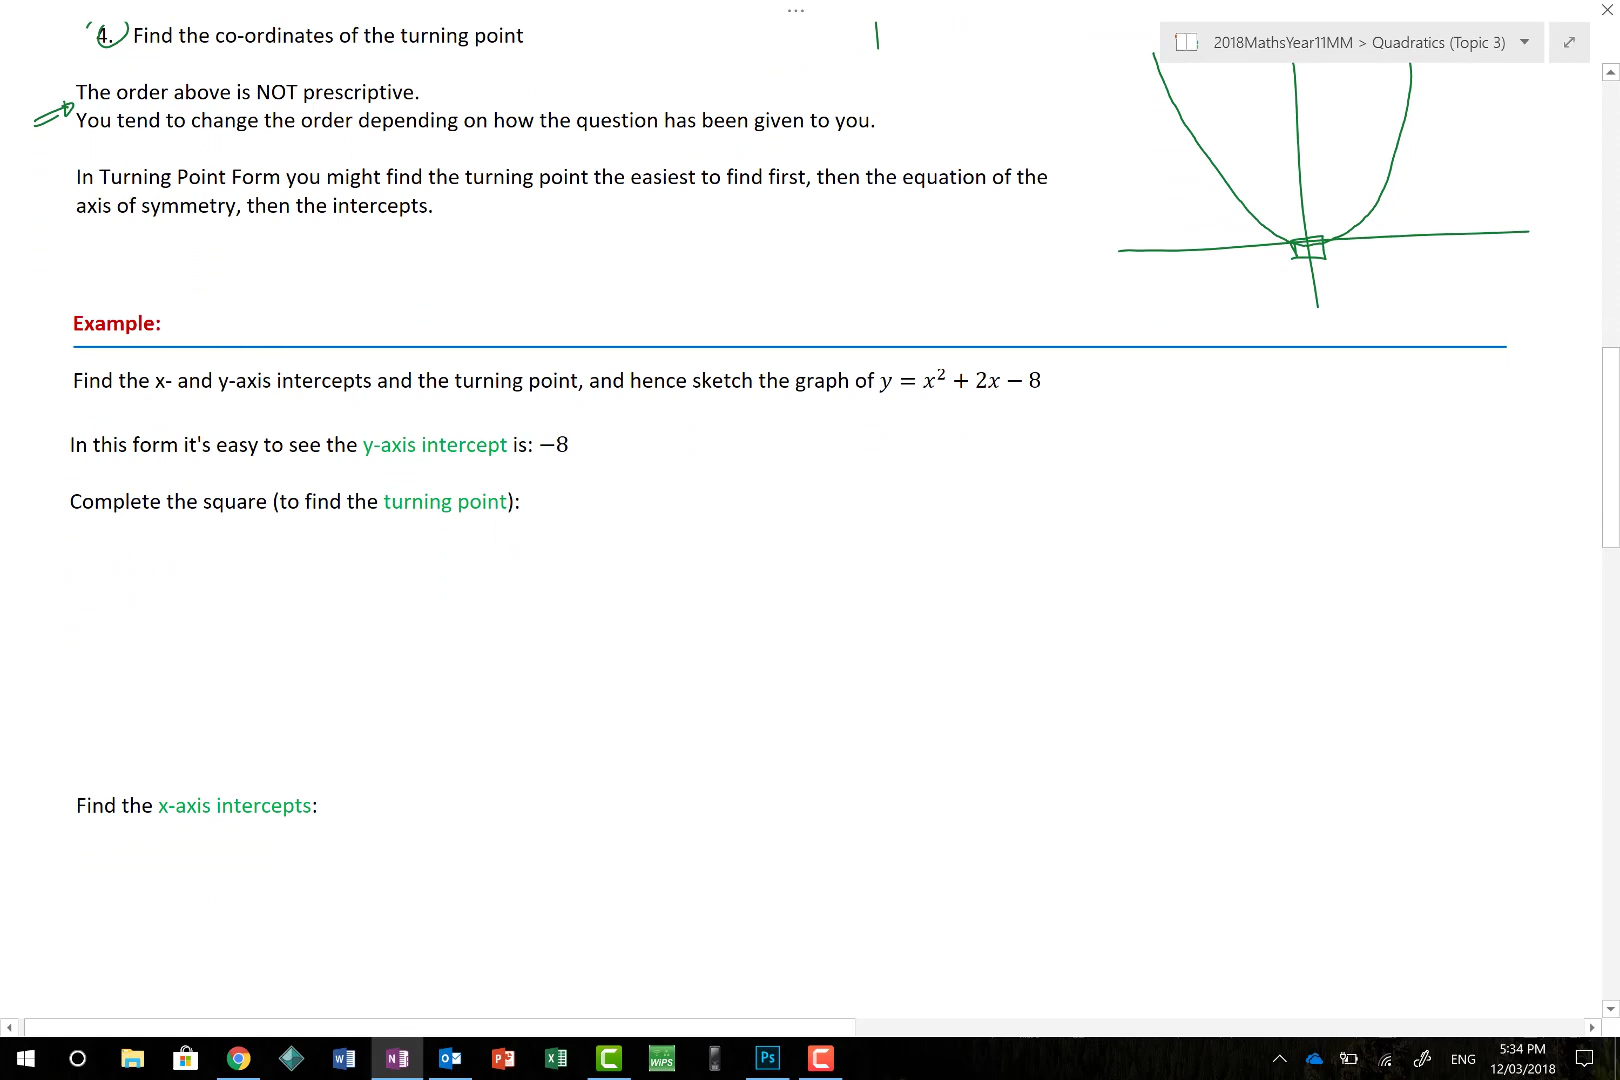 4. Find the co-ordinates of the turning point
2018MathsYear11MM > Quadratics (Topic 3)
The order above is NOT prescriptive.
You tend to change the order depending on how the question has been given to you.
In Turning Point Form you might find the turning point the easiest to find first, then the equation of the
axis of symmetry, then the intercepts.
Example:
Find the x- and y-axis intercepts and the turning point, and hence sketch the graph of y = x² + 2x − 8
In this form it's easy to see the y-axis intercept is: −8
Complete the square (to find the turning point):
Find the x-axis intercepts:
WiPS
Ps
ENG
5:34 PM
12/03/2018